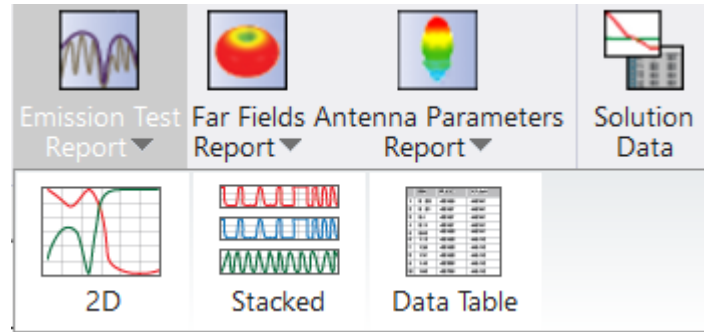 Emission Test Far Fields Antenna Parameters Solution
Report Report Report Data
2D Stacked Data Table